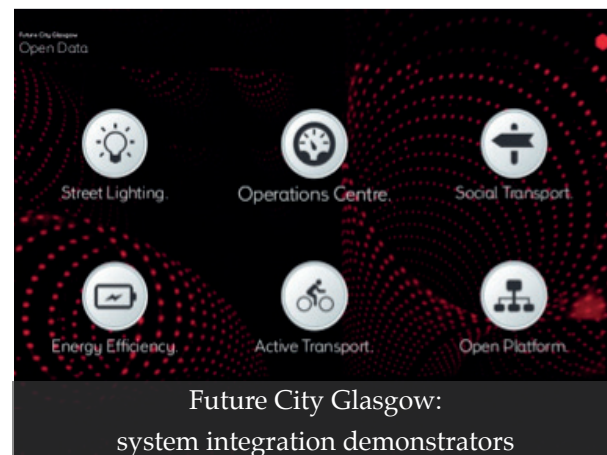 Future City Glasgow
Open Data
Street Lighting.
Operations Centre.
Social Transport.
Energy Efficiency.
Active Transport.
Open Platform.
Future City Glasgow:
system integration demonstrators